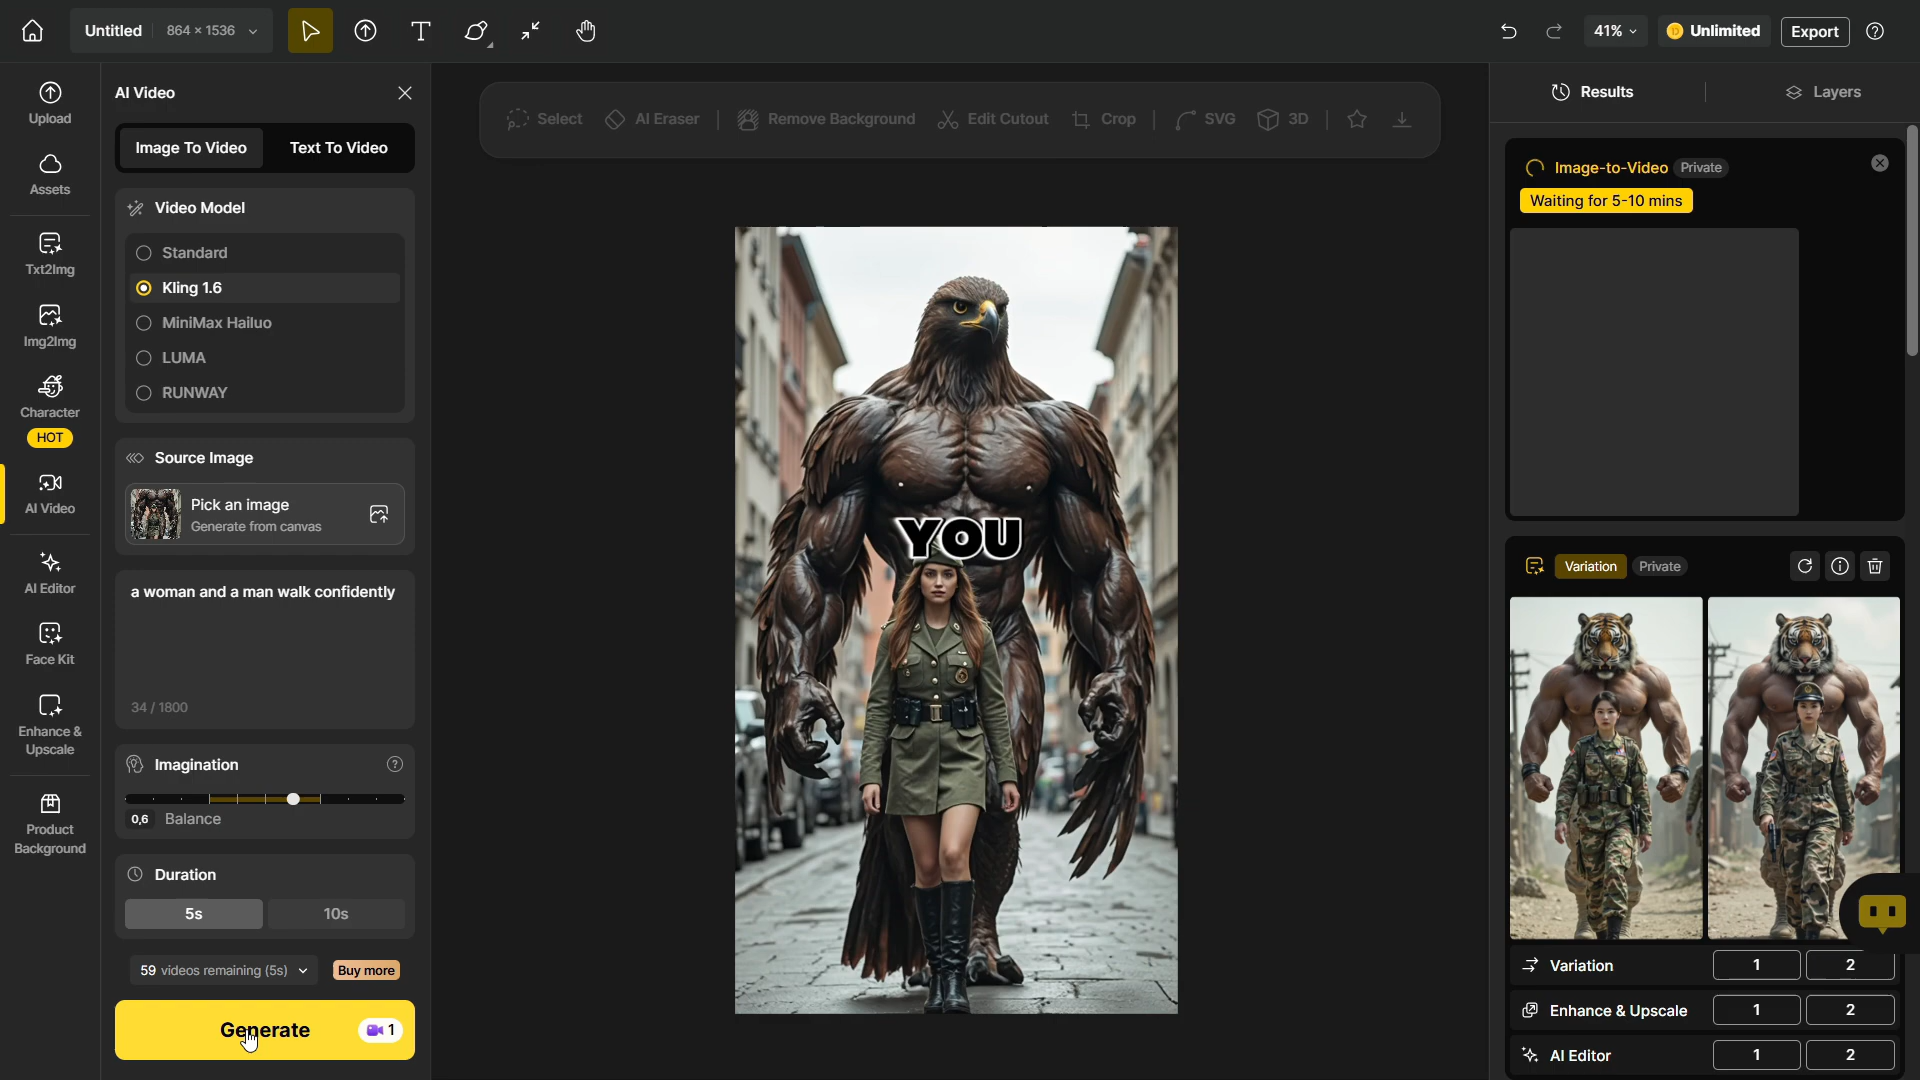 Untitled 864 × 1536
41%
Unlimited
Export
Upload
Assets
Txt2Img
Img2Img
Character
HOT
AI Video
AI Editor
Face Kit
Enhance &
Upscale
Product
Background
AI Video
Image To Video
Text To Video
Video Model
Standard
Kling 1.6
MiniMax Hailuo
LUMA
RUNWAY
Source Image
Pick an image
Generate from canvas
a woman and a man walk confidently
34 / 1800
Imagination
0,6 Balance
Duration
5s 10s
59 videos remaining (5s)
Buy more
Generate 1
Select
AI Eraser
Remove Background
Edit Cutout
Crop
SVG
3D
YOU
Results
Layers
Image-to-Video Private
Waiting for 5-10 mins
Variation Private
Variation 1 2
Enhance & Upscale 1 2
AI Editor 1 2